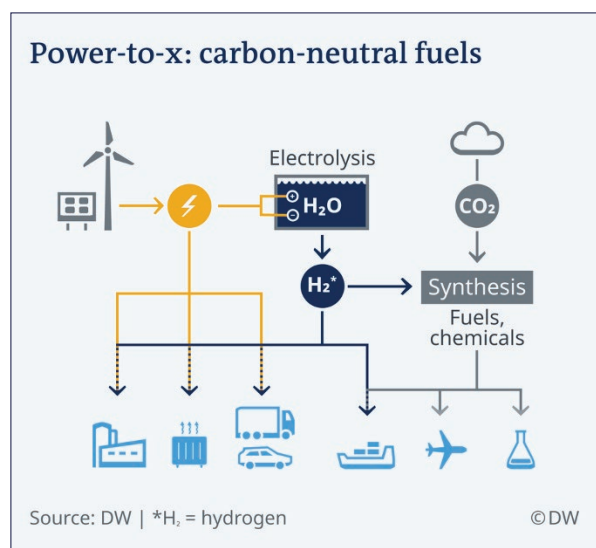 Power-to-x: carbon-neutral fuels
Electrolysis
H₂O
CO₂
H₂*
Synthesis
Fuels,
chemicals
Source: DW | *H₂ = hydrogen
©DW